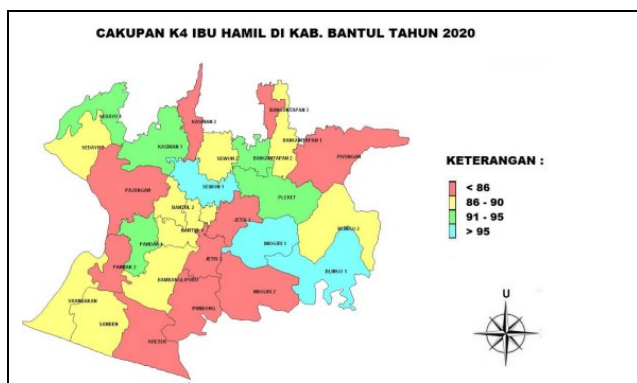 CAKUPAN K4 IBU HAMIL DI KAB. BANTUL TAHUN 2020
BANGUNTAPAN 3
SEDAYU 2
KASIHAN 2
SEDAYU 1
KASIHAN 1
SEWON 2
BANGUNTAPAN 2
BANGUNTAPAN 1
PIYUNGAN
KETERANGAN :
< 86
86 - 90
91 - 95
> 95
PAJANGAN
SEWON 1
PLERET
BANTUL 2
BANTUL 1
JETIS 1
PANDAK 1
IMOGIRI 1
DLINGO 2
JETIS 2
PANDAK 2
BAMBANGLIPURO
DLINGO 1
IMOGIRI 2
SRANDAKAN
SANDEN
PUNDONG
KRETEK
U